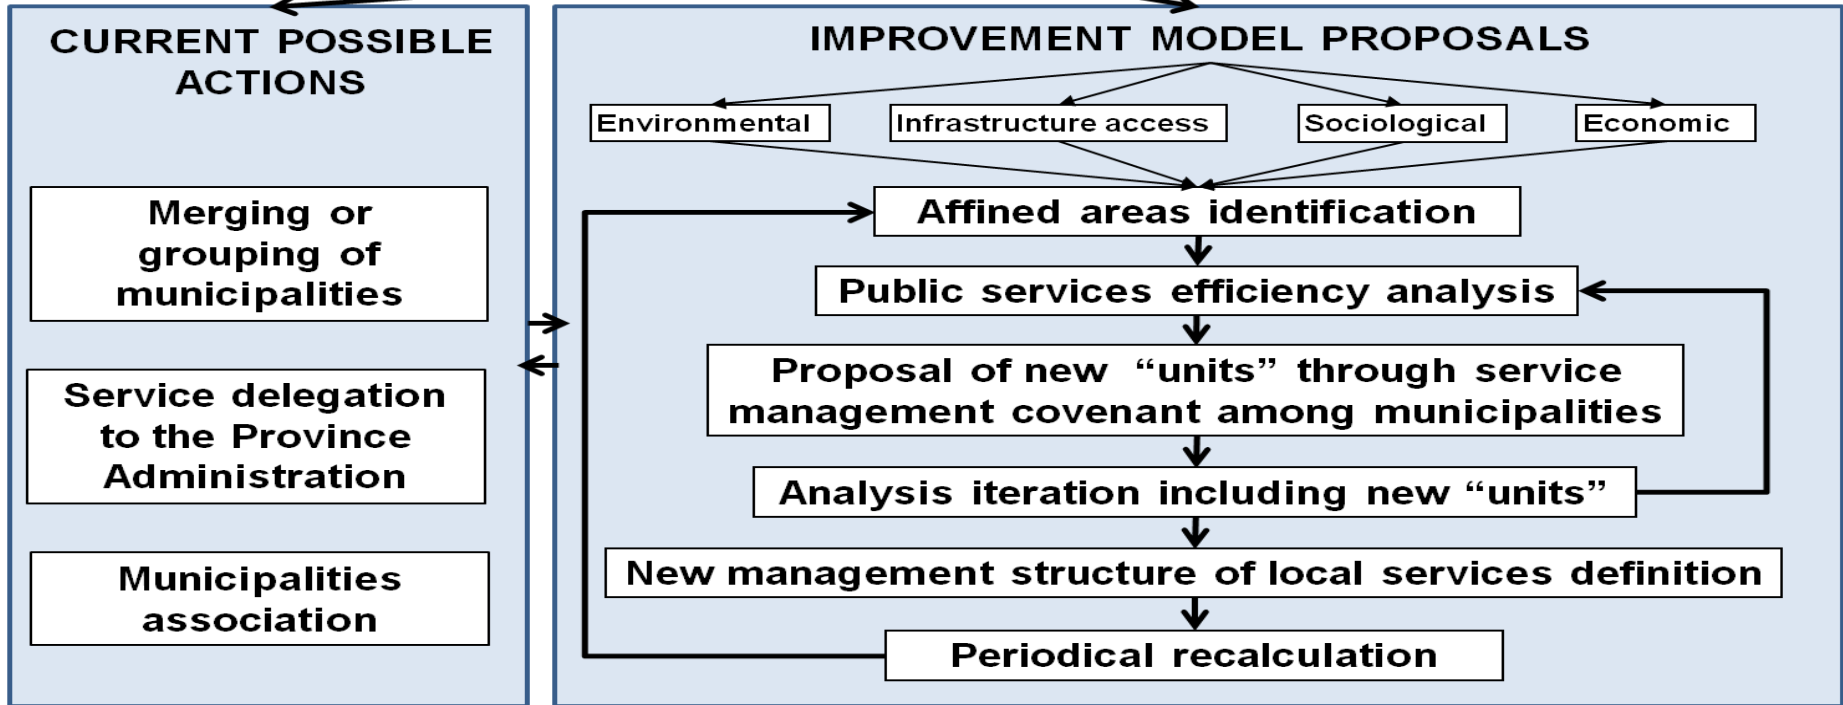 CURRENT POSSIBLE
ACTIONS
Merging or
grouping of
municipalities
Service delegation
to the Province
Administration
Municipalities
association
IMPROVEMENT MODEL PROPOSALS
Environmental
Infrastructure access
Sociological
Economic
Affined areas identification
Public services efficiency analysis
Proposal of new “units” through service
management covenant among municipalities
Analysis iteration including new “units”
New management structure of local services definition
Periodical recalculation